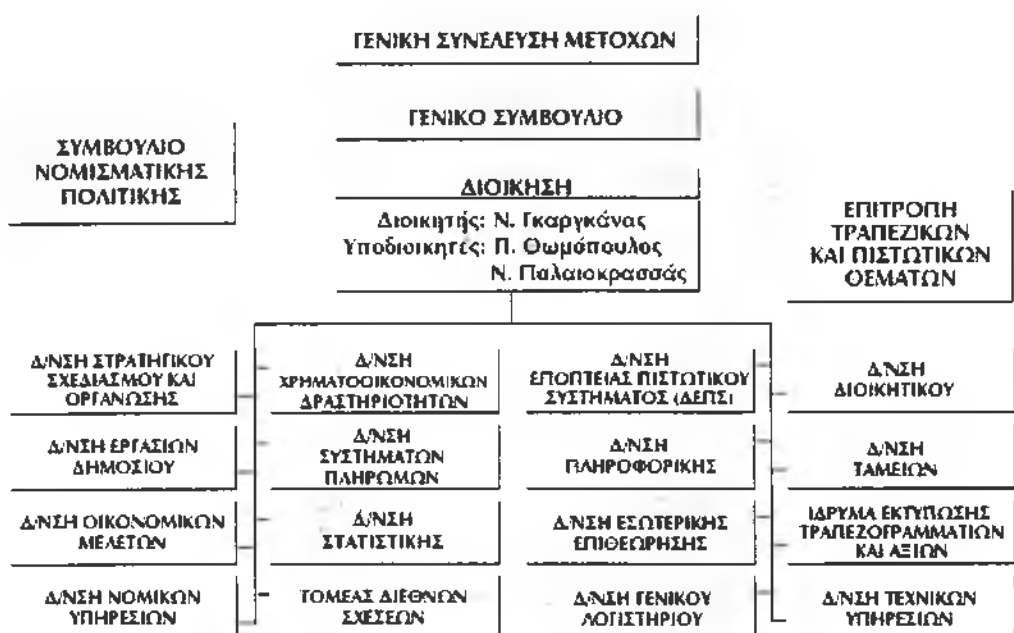 ΓΕΝΙΚΗ ΣΥΝΕΛΕΥΣΗ ΜΕΤΟΧΩΝ
ΓΕΝΙΚΟ ΣΥΜΒΟΥΛΙΟ
ΣΥΜΒΟΥΛΙΟ
ΝΟΜΙΣΜΑΤΙΚΗΣ
ΠΟΛΙΤΙΚΗΣ
ΔΙΟΙΚΗΣΗ
Διοικητής: Ν. Γκαργκάνας
Υποδιοικητές: Π. Θωμόπουλος
Ν. Παλαιοκρασσάς
ΕΠΙΤΡΟΠΗ
ΤΡΑΠΕΖΙΚΩΝ
ΚΑΙ ΠΙΣΤΩΤΙΚΩΝ
ΘΕΜΑΤΩΝ
Δ/ΝΣΗ ΣΤΡΑΤΗΓΙΚΟΥ
ΣΧΕΔΙΑΣΜΟΥ ΚΑΙ
ΟΡΓΑΝΩΣΗΣ
Δ/ΝΣΗ
ΧΡΗΜΑΤΟΟΙΚΟΝΟΜΙΚΩΝ
ΔΡΑΣΤΗΡΙΟΤΗΤΩΝ
Δ/ΝΣΗ
ΕΠΟΠΤΕΙΑΣ ΠΙΣΤΩΤΙΚΟΥ
ΣΥΣΤΗΜΑΤΟΣ (ΔΕΠΣ)
Δ/ΝΣΗ
ΔΙΟΙΚΗΤΙΚΟΥ
Δ/ΝΣΗ ΕΡΓΑΣΙΩΝ
ΔΗΜΟΣΙΟΥ
Δ/ΝΣΗ
ΣΥΣΤΗΜΑΤΩΝ
ΠΛΗΡΩΜΩΝ
Δ/ΝΣΗ
ΠΛΗΡΟΦΟΡΙΚΗΣ
Δ/ΝΣΗ
ΤΑΜΕΙΩΝ
Δ/ΝΣΗ ΟΙΚΟΝΟΜΙΚΩΝ
ΜΕΛΕΤΩΝ
Δ/ΝΣΗ
ΣΤΑΤΙΣΤΙΚΗΣ
Δ/ΝΣΗ ΕΣΩΤΕΡΙΚΗΣ
ΕΠΙΘΕΩΡΗΣΗΣ
ΙΔΡΥΜΑ ΕΚΤΥΠΩΣΗΣ
ΤΡΑΠΕΖΟΓΡΑΜΜΑΤΙΩΝ
ΚΑΙ ΑΞΙΩΝ
Δ/ΝΣΗ ΝΟΜΙΚΩΝ
ΥΠΗΡΕΣΙΩΝ
ΤΟΜΕΑΣ ΔΙΕΘΝΩΝ
ΣΧΕΣΕΩΝ
Δ/ΝΣΗ ΓΕΝΙΚΟΥ
ΛΟΓΙΣΤΗΡΙΟΥ
Δ/ΝΣΗ ΤΕΧΝΙΚΩΝ
ΥΠΗΡΕΣΙΩΝ